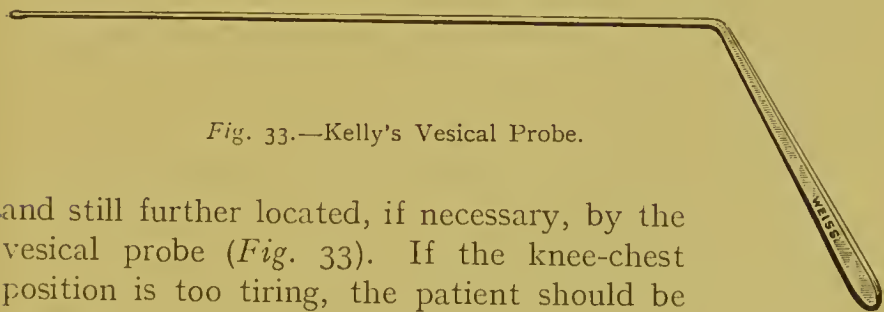 WEISS
Fig. 33.—Kelly's Vesical Probe.
and still further located, if necessary, by the
vesical probe (Fig. 33). If the knee-chest
position is too tiring, the patient should be